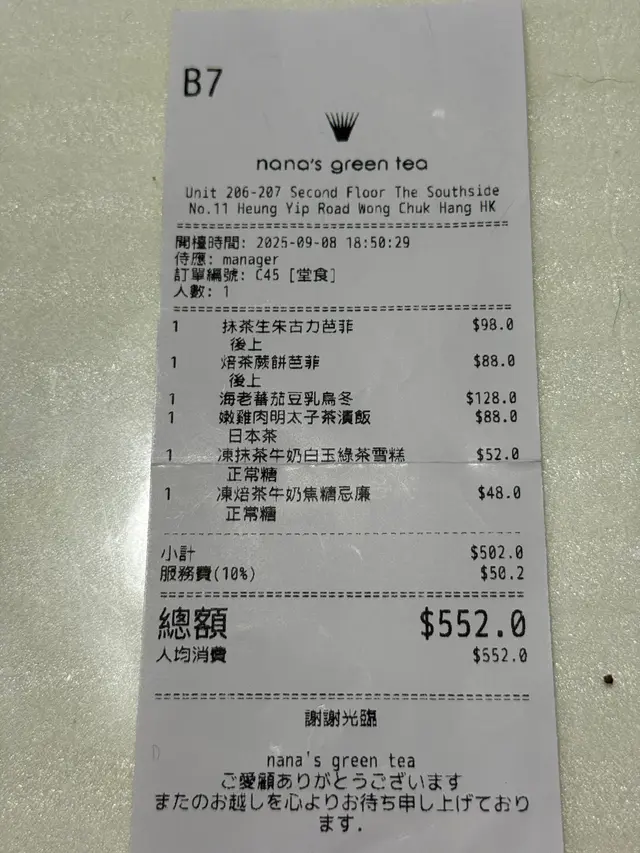 B7
nana's green tea
Unit 206-207 Second Floor The Southside
No.11 Heung Yip Road Wong Chuk Hang HK
開檯時間: 2025-09-08 18:50:29
侍應: manager
訂單編號: C45 [堂食]
人數: 1
1 抹茶生朱古力芭菲 $98.0
後上
1 焙茶蕨餅芭菲 $88.0
後上
1 海老蕃茄豆乳烏冬 $128.0
1 嫩雞肉明太子茶漬飯 $88.0
日本茶
1 凍抹茶牛奶白玉綠茶雪糕 $52.0
正常糖
1 凍焙茶牛奶焦糖忌廉 $48.0
正常糖
小計 $502.0
服務費(10%) $50.2
總額 $552.0
人均消費 $552.0
謝謝光臨
nana's green tea
ご愛顧ありがとうございます
またのお越しを心よりお待ち申し上げており
ます.